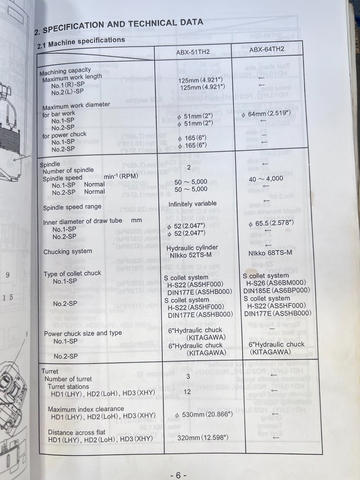 2. SPECIFICATION AND TECHNICAL DATA
2.1 Machine specifications
ABX-51TH2 ABX-64TH2
Machining capacity
Maximum work length
No.1(R)-SP 125mm(4.921") ←
No.2(L)-SP 125mm(4.921") ←
Maximum work diameter
for bar work
No.1-SP φ 51mm(2") φ 64mm(2.519")
No.2-SP φ 51mm(2") ←
for power chuck
No.1-SP φ 165(6") —
No.2-SP φ 165(6") ←
Spindle
Number of spindle 2 ←
Spindle speed min⁻¹(RPM)
No.1-SP Normal 50 ～ 5,000 40 ～ 4,000
No.2-SP Normal 50 ～ 5,000 ←
Spindle speed range Infinitely variable ←
Inner diameter of draw tube mm
No.1-SP φ 52(2.047") φ 65.5(2.578")
No.2-SP φ 52(2.047") ←
Chucking system Hydraulic cylinder ←
Nikko 52TS-M Nikko 68TS-M
Type of collet chuck
No.1-SP S collet system S collet system
H-S22(AS5HF000) H-S26(AS6BM000)
DIN177E(AS5HB000) DIN185E(AS6BP000)
No.2-SP S collet system S collet system
H-S22(AS5HF000) H-S22(AS5HF000)
DIN177E(AS5HB000) DIN177E(AS5HB000)
Power chuck size and type
No.1-SP 6"Hydraulic chuck —
(KITAGAWA)
No.2-SP 6"Hydraulic chuck 6"Hydraulic chuck
(KITAGAWA) (KITAGAWA)
Turret
Number of turret 3 ←
Turret stations
HD1(LHY), HD2(LoH), HD3(XHY) 12 ←
Maximum index clearance
HD1(LHY), HD2(LoH), HD3(XHY) φ 530mm(20.866") ←
Distance across flat
HD1(LHY), HD2(LoH), HD3(XHY) 320mm(12.598") ←
- 6 -
9
1 5